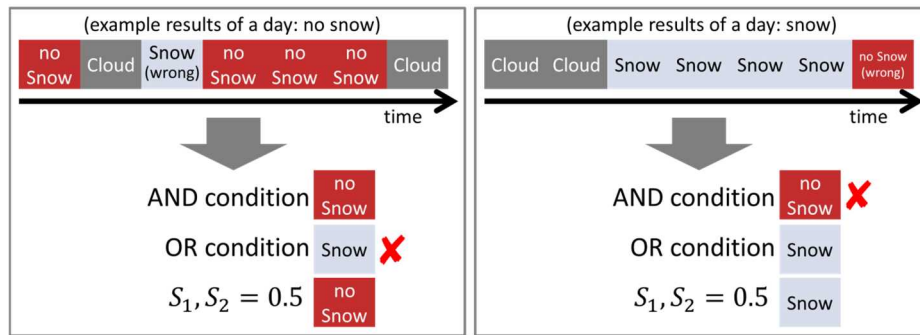 (example results of a day: no snow)
no Snow Cloud Snow (wrong) no Snow no Snow no Snow Cloud
time
AND condition no Snow ✘
OR condition Snow ✘
S₁, S₂ = 0.5 no Snow
(example results of a day: snow)
Cloud Cloud Snow Snow Snow Snow no Snow (wrong)
time
AND condition no Snow ✘
OR condition Snow
S₁, S₂ = 0.5 Snow